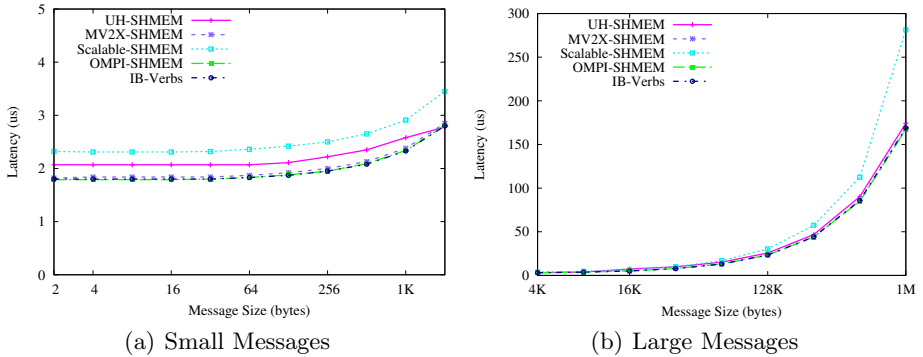 5
4
3
2
1
0
Latency (us)
UH-SHMEM
MV2X-SHMEM
Scalable-SHMEM
OMPI-SHMEM
IB-Verbs
2 4 16 64 256 1K
Message Size (bytes)
(a) Small Messages
300
250
200
150
100
50
0
Latency (us)
UH-SHMEM
MV2X-SHMEM
Scalable-SHMEM
OMPI-SHMEM
IB-Verbs
4K 16K 128K 1M
Message Size (bytes)
(b) Large Messages